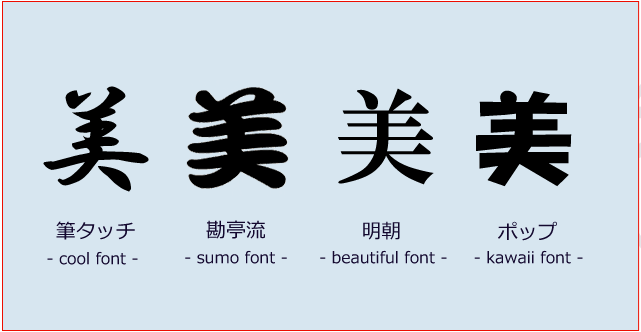 美 美 美 美
筆タッチ 勘亭流 明朝 ポップ
- cool font - - sumo font - - beautiful font - - kawaii font -